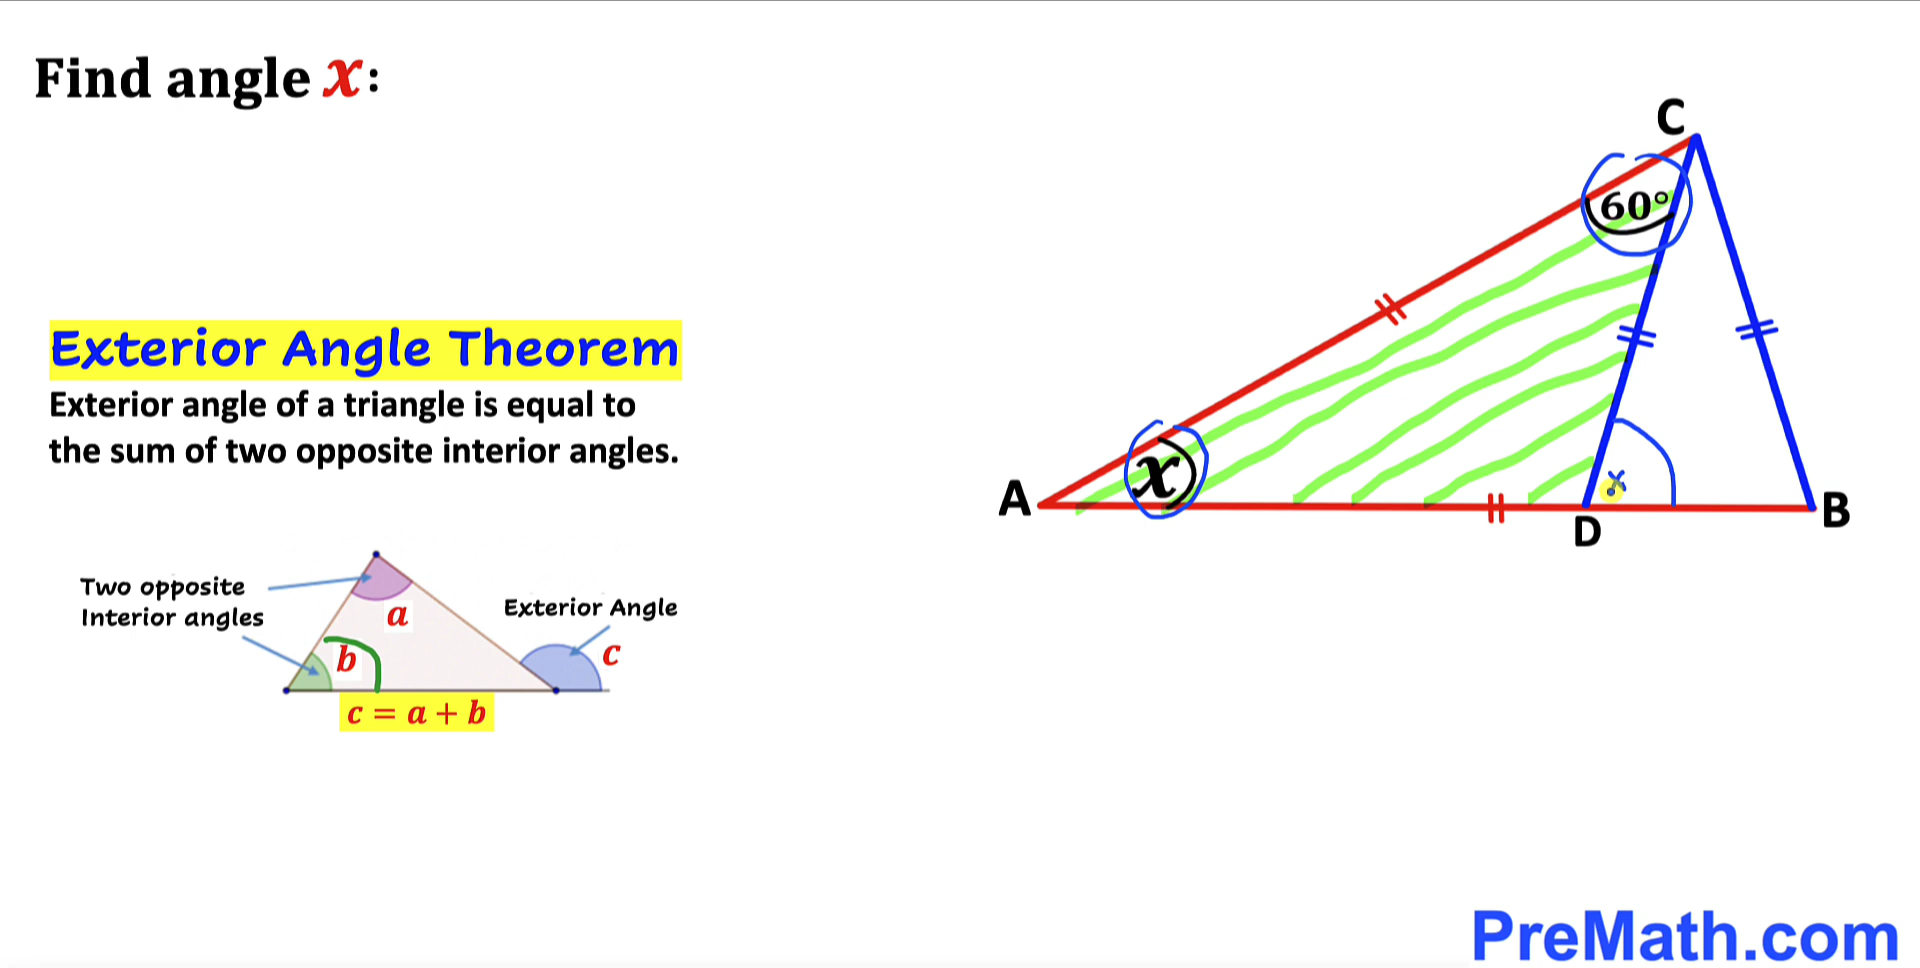 Find angle x:
C
60°
Exterior Angle Theorem
Exterior angle of a triangle is equal to
the sum of two opposite interior angles.
A
x
x
B
D
Two opposite
Interior angles
a
Exterior Angle
b
c
c = a + b
PreMath.com